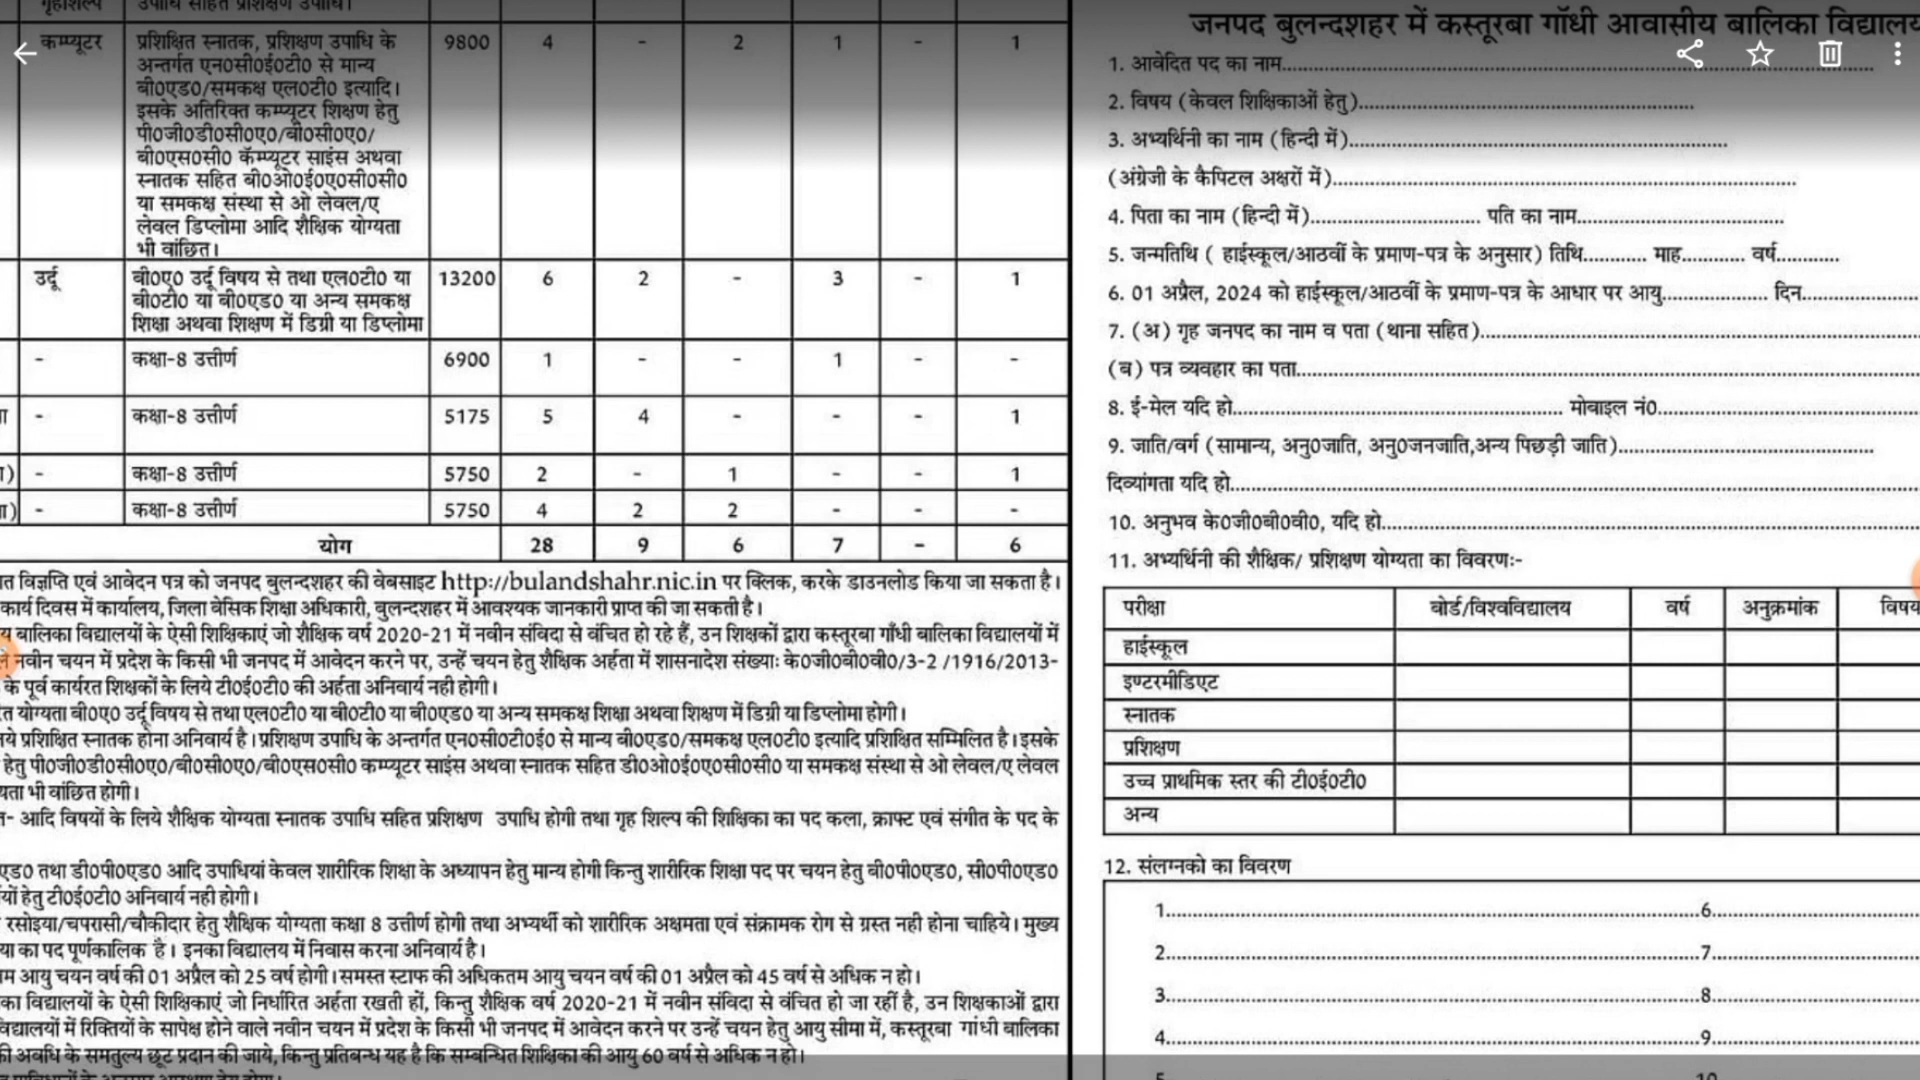 गृहशिल्प उपाधि सहित प्रशिक्षण उपाधि।
कम्प्यूटर प्रशिक्षित स्नातक, प्रशिक्षण उपाधि के 9800 4 - 2 1 - 1
अन्तर्गत एन0सी0ई0टी0 से मान्य
बी0एड0/समकक्ष एल0टी0 इत्यादि।
इसके अतिरिक्त कम्प्यूटर शिक्षण हेतु
पी0जी0डी0सी0ए0/बी0सी0ए0/
बी0एस0सी0 कॅम्प्यूटर साइंस अथवा
स्नातक सहित बी0ओ0ई0ए0सी0सी0
या समकक्ष संस्था से ओ लेवल/ए
लेवल डिप्लोमा आदि शैक्षिक योग्यता
भी वांछित।
उर्दू बी0ए0 उर्दू विषय से तथा एल0टी0 या 13200 6 2 - 3 - 1
बी0टी0 या बी0एड0 या अन्य समकक्ष
शिक्षा अथवा शिक्षण में डिग्री या डिप्लोमा
- कक्षा-8 उत्तीर्ण 6900 1 - - 1 - -
- कक्षा-8 उत्तीर्ण 5175 5 4 - - - 1
- कक्षा-8 उत्तीर्ण 5750 2 - 1 - - 1
- कक्षा-8 उत्तीर्ण 5750 4 2 2 - - -
योग 28 9 6 7 - 6
त विज्ञप्ति एवं आवेदन पत्र को जनपद बुलन्दशहर की वेबसाइट http://bulandshahr.nic.in पर क्लिक, करके डाउनलोड किया जा सकता है।
कार्य दिवस में कार्यालय, जिला बेसिक शिक्षा अधिकारी, बुलन्दशहर में आवश्यक जानकारी प्राप्त की जा सकती है।
य बालिका विद्यालयों के ऐसी शिक्षिकाएं जो शैक्षिक वर्ष 2020-21 में नवीन संविदा से वंचित हो रहे हैं, उन शिक्षकों द्वारा कस्तूरबा गाँधी बालिका विद्यालयों में
नवीन चयन में प्रदेश के किसी भी जनपद में आवेदन करने पर, उन्हें चयन हेतु शैक्षिक अर्हता में शासनादेश संख्याः के0जी0बी0वी0/3-2 /1916/2013-
के पूर्व कार्यरत शिक्षकों के लिये टी0ई0टी0 की अर्हता अनिवार्य नही होगी।
त योग्यता बी0ए0 उर्दू विषय से तथा एल0टी0 या बी0टी0 या बी0एड0 या अन्य समकक्ष शिक्षा अथवा शिक्षण में डिग्री या डिप्लोमा होगी।
ये प्रशिक्षित स्नातक होना अनिवार्य है। प्रशिक्षण उपाधि के अन्तर्गत एन0सी0टी0ई0 से मान्य बी0एड0/समकक्ष एल0टी0 इत्यादि प्रशिक्षित सम्मिलित है। इसके
हेतु पी0जी0डी0सी0ए0/बी0सी0ए0/बी0एस0सी0 कम्प्यूटर साइंस अथवा स्नातक सहित डी0ओ0ई0ए0सी0सी0 या समकक्ष संस्था से ओ लेवल/ए लेवल
यता भी वांछित होगी।
त- आदि विषयों के लिये शैक्षिक योग्यता स्नातक उपाधि सहित प्रशिक्षण उपाधि होगी तथा गृह शिल्प की शिक्षिका का पद कला, क्राफ्ट एवं संगीत के पद के
एड0 तथा डी0पी0एड0 आदि उपाधियां केवल शारीरिक शिक्षा के अध्यापन हेतु मान्य होगी किन्तु शारीरिक शिक्षा पद पर चयन हेतु बी0पी0एड0, सी0पी0एड0
यों हेतु टी0ई0टी0 अनिवार्य नही होगी।
रसोइया/चपरासी/चौकीदार हेतु शैक्षिक योग्यता कक्षा 8 उत्तीर्ण होगी तथा अभ्यर्थी को शारीरिक अक्षमता एवं संक्रामक रोग से ग्रस्त नही होना चाहिये। मुख्य
या का पद पूर्णकालिक है। इनका विद्यालय में निवास करना अनिवार्य है।
म आयु चयन वर्ष की 01 अप्रैल को 25 वर्ष होगी। समस्त स्टाफ की अधिकतम आयु चयन वर्ष की 01 अप्रैल को 45 वर्ष से अधिक न हो।
का विद्यालयों के ऐसी शिक्षिकाएं जो निर्धारित अर्हता रखती हों, किन्तु शैक्षिक वर्ष 2020-21 में नवीन संविदा से वंचित हो जा रहीं है, उन शिक्षकाओं द्वारा
विद्यालयों में रिक्तियों के सापेक्ष होने वाले नवीन चयन में प्रदेश के किसी भी जनपद में आवेदन करने पर उन्हें चयन हेतु आयु सीमा में, कस्तूरबा गांधी बालिका
की अवधि के समतुल्य छूट प्रदान की जाये, किन्तु प्रतिबन्ध यह है कि सम्बन्धित शिक्षिका की आयु 60 वर्ष से अधिक न हो।
जनपद बुलन्दशहर में कस्तूरबा गॉधी आवासीय बालिका विद्यालय
1. आवेदित पद का नाम
2. विषय (केवल शिक्षिकाओं हेतु)
3. अभ्यर्थिनी का नाम (हिन्दी में)
(अंग्रेजी के कैपिटल अक्षरों में)
4. पिता का नाम (हिन्दी में) पति का नाम
5. जन्मतिथि ( हाईस्कूल/आठवीं के प्रमाण-पत्र के अनुसार) तिथि माह वर्ष
6. 01 अप्रैल, 2024 को हाईस्कूल/आठवीं के प्रमाण-पत्र के आधार पर आयु दिन
7. (अ) गृह जनपद का नाम व पता (थाना सहित)
(ब) पत्र व्यवहार का पता
8. ई-मेल यदि हो मोबाइल नं0
9. जाति/वर्ग (सामान्य, अनु0जाति, अनु0जनजाति,अन्य पिछड़ी जाति)
दिव्यांगता यदि हो
10. अनुभव के0जी0बी0वी0, यदि हो
11. अभ्यर्थिनी की शैक्षिक/ प्रशिक्षण योग्यता का विवरणः-
परीक्षा बोर्ड/विश्वविद्यालय वर्ष अनुक्रमांक विषय
हाईस्कूल
इण्टरमीडिएट
स्नातक
प्रशिक्षण
उच्च प्राथमिक स्तर की टी0ई0टी0
अन्य
12. संलग्नको का विवरण
1. 6.
2. 7.
3. 8.
4. 9.
5 10